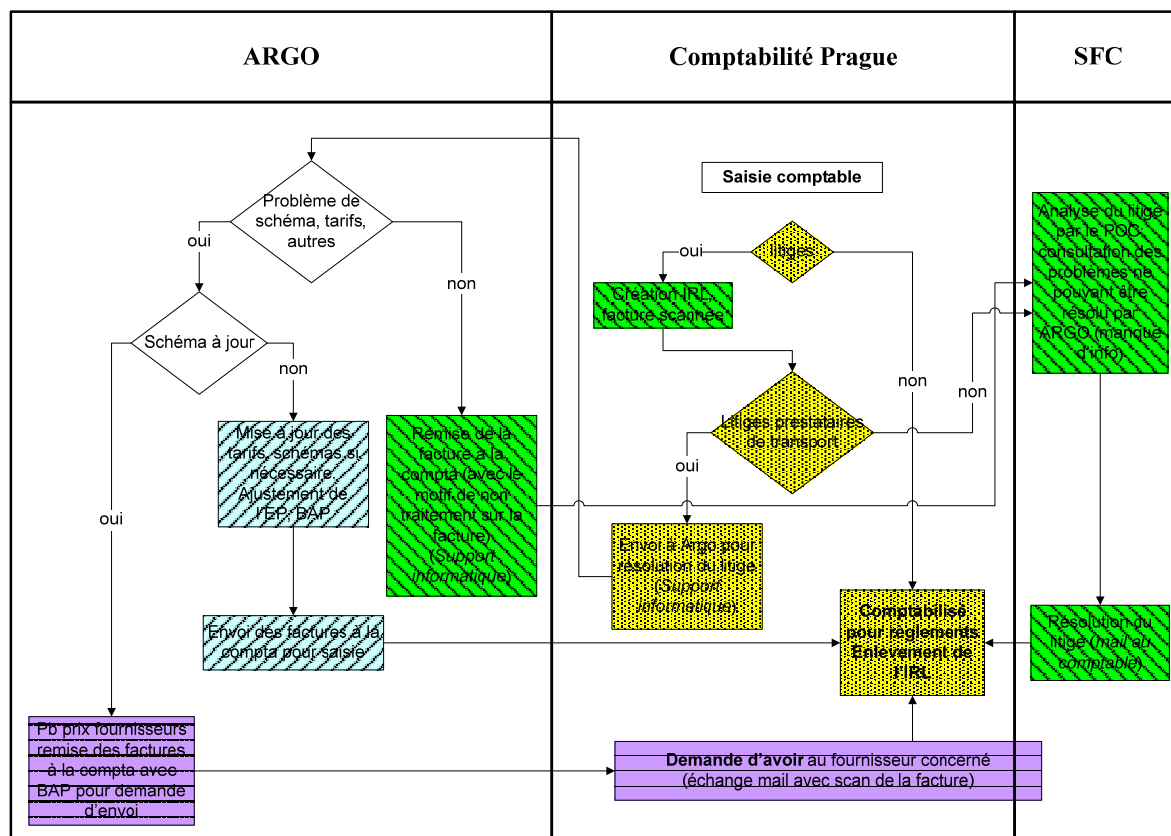 ARGO
Comptabilité Prague
SFC
Problème de
schéma, tarifs,
autres
oui
non
Schéma à jour
oui
non
Mise à jour des
tarifs, schémas si
nécessaire.
Ajustement de
l'EP, BAP
Remise de la
facture à la
compta (avec le
motif de non
traitement sur la
facture)
(Support
informatique)
Envoi des factures à la
compta pour saisie
Pb prix fournisseurs
remise des factures
à la compta avec
BAP pour demande
d'envoi
Saisie comptable
litiges
oui
non
Création IRL,
facture scannée
Litiges prestataires
de transport
oui
non
Envoi à Argo pour
résolution du litige
(Support
informatique)
Comptabilisé
pour règlements
Enlèvement de
l'IRL
Demande d'avoir au fournisseur concerné
(échange mail avec scan de la facture)
Analyse du litige
par le POC:
consultation des
problèmes ne
pouvant être
résolu par
ARGO (manque
d'info)
Résolution du
litige (mail au
comptable)